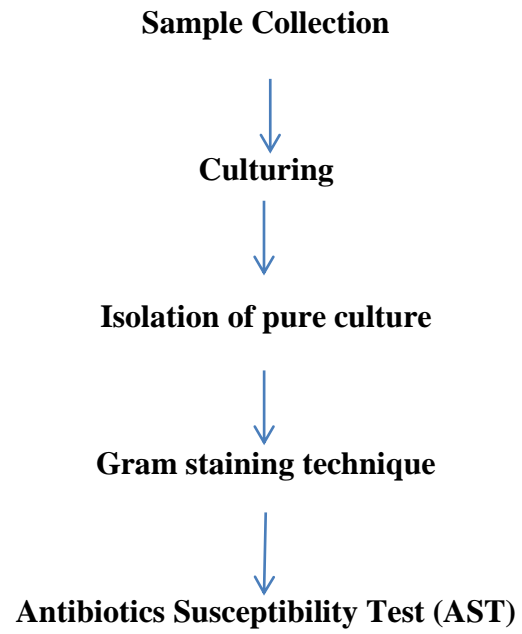 Sample Collection
Culturing
Isolation of pure culture
Gram staining technique
Antibiotics Susceptibility Test (AST)